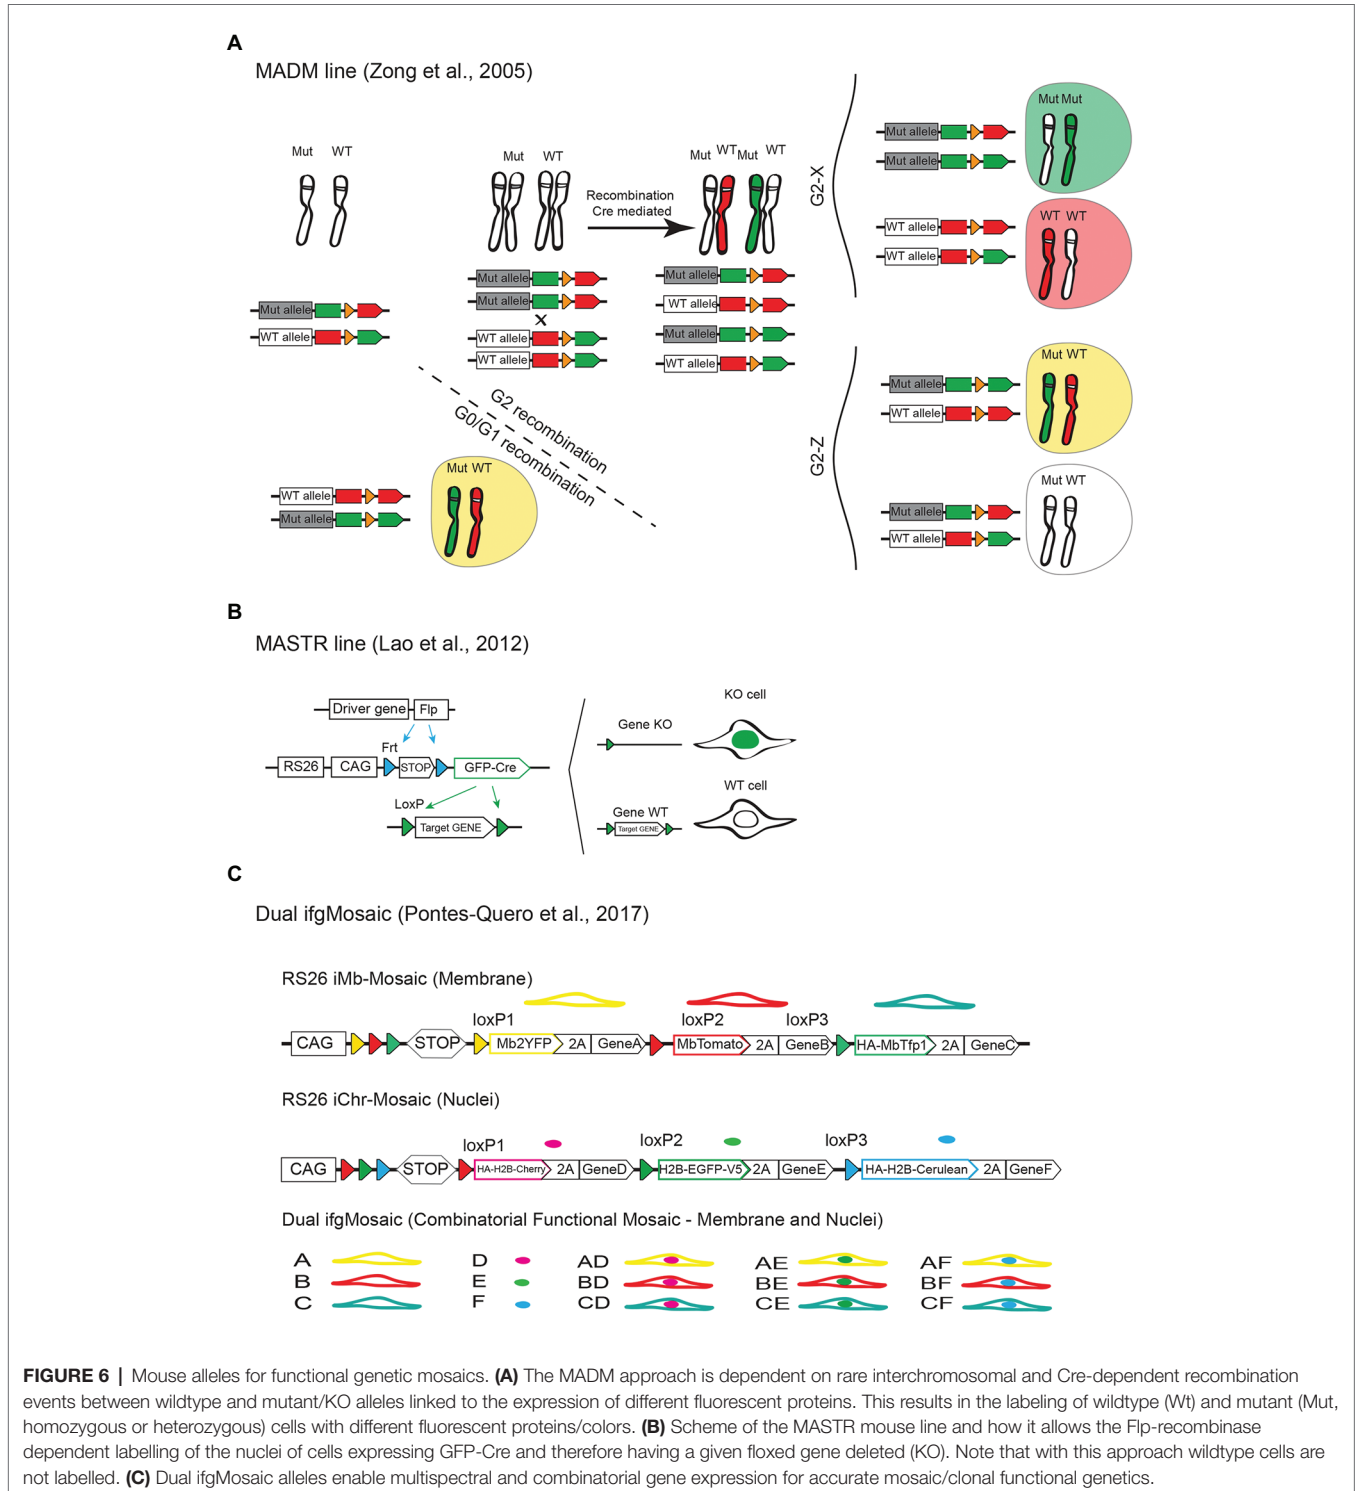 A
MADM line (Zong et al., 2005)
Mut WT
Mut WT
Recombination
Cre mediated
Mut WT Mut WT
Mut allele
WT allele
Mut allele
Mut allele
X
WT allele
WT allele
Mut allele
WT allele
Mut allele
WT allele
G2 recombination
G0/G1 recombination
WT allele
Mut allele
Mut WT
G2-X
Mut allele
Mut allele
Mut Mut
WT allele
WT allele
WT WT
G2-Z
Mut allele
WT allele
Mut WT
Mut allele
WT allele
Mut WT
B
MASTR line (Lao et al., 2012)
Driver gene Flp
Frt
RS26 CAG STOP GFP-Cre
LoxP
Target GENE
Gene KO
KO cell
Gene WT
Target GENE
WT cell
C
Dual ifgMosaic (Pontes-Quero et al., 2017)
RS26 iMb-Mosaic (Membrane)
loxP1 loxP2 loxP3
CAG STOP Mb2YFP 2A GeneA MbTomato 2A GeneB HA-MbTfp1 2A GeneC
RS26 iChr-Mosaic (Nuclei)
loxP1 loxP2 loxP3
CAG STOP HA-H2B-Cherry 2A GeneD H2B-EGFP-V5 2A GeneE HA-H2B-Cerulean 2A GeneF
Dual ifgMosaic (Combinatorial Functional Mosaic - Membrane and Nuclei)
A D AD AE AF
B E BD BE BF
C F CD CE CF
FIGURE 6 | Mouse alleles for functional genetic mosaics. (A) The MADM approach is dependent on rare interchromosomal and Cre-dependent recombination
events between wildtype and mutant/KO alleles linked to the expression of different fluorescent proteins. This results in the labeling of wildtype (Wt) and mutant (Mut,
homozygous or heterozygous) cells with different fluorescent proteins/colors. (B) Scheme of the MASTR mouse line and how it allows the Flp-recombinase
dependent labelling of the nuclei of cells expressing GFP-Cre and therefore having a given floxed gene deleted (KO). Note that with this approach wildtype cells are
not labelled. (C) Dual ifgMosaic alleles enable multispectral and combinatorial gene expression for accurate mosaic/clonal functional genetics.